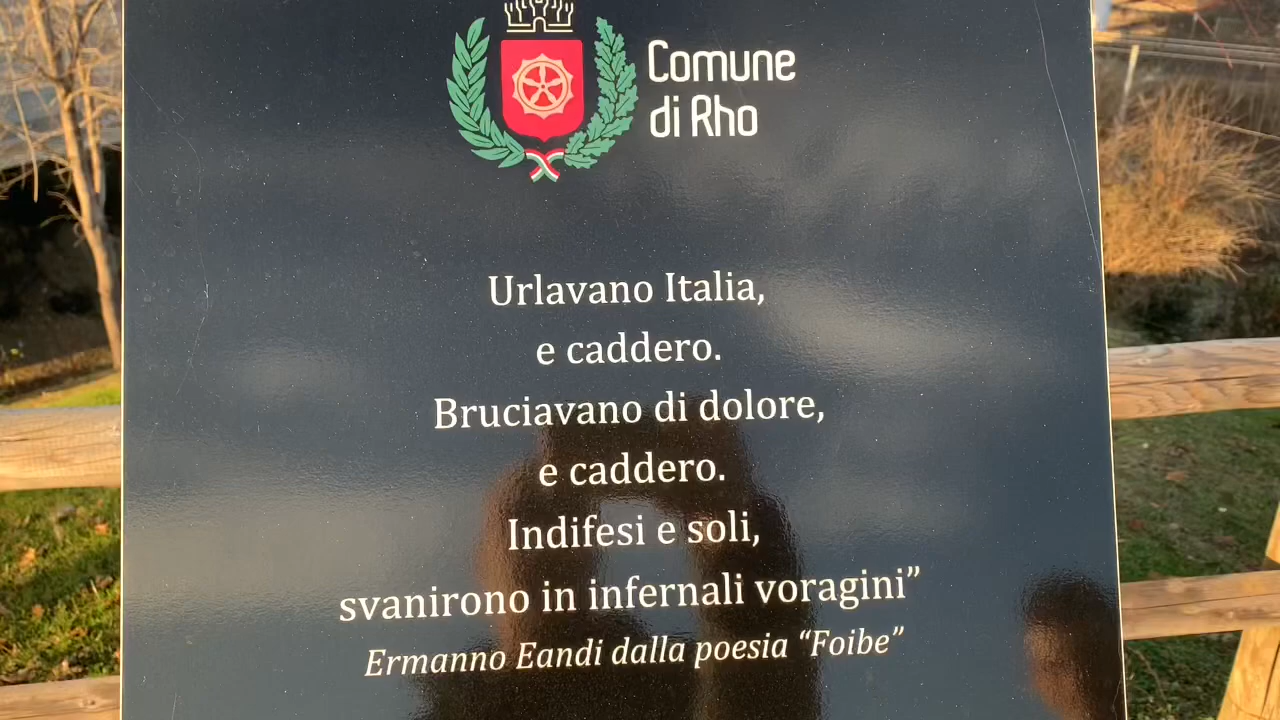 Comune
di Rho
Urlavano Italia,
e caddero.
Bruciavano di dolore,
e caddero.
Indifesi e soli,
svanirono in infernali voragini”
Ermanno Eandi dalla poesia “Foibe”